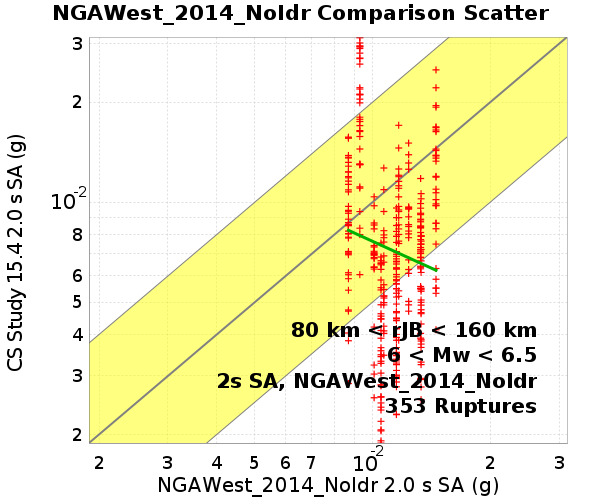 NGAWest_2014_NoIdr Comparison Scatter
CS Study 15.4 2.0 s SA (g)
3
2
10-2
8
6
5
4
3
2
80 km < rJB < 160 km
6 < Mw < 6.5
2s SA, NGAWest_2014_NoIdr
353 Ruptures
2 3 4 5 6 7 10-2 2 3
NGAWest_2014_NoIdr 2.0 s SA (g)